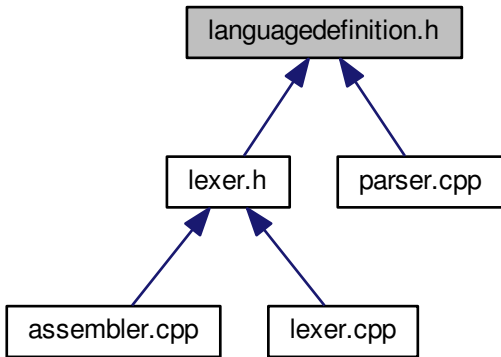 languagedefinition.h
lexer.h
parser.cpp
assembler.cpp
lexer.cpp